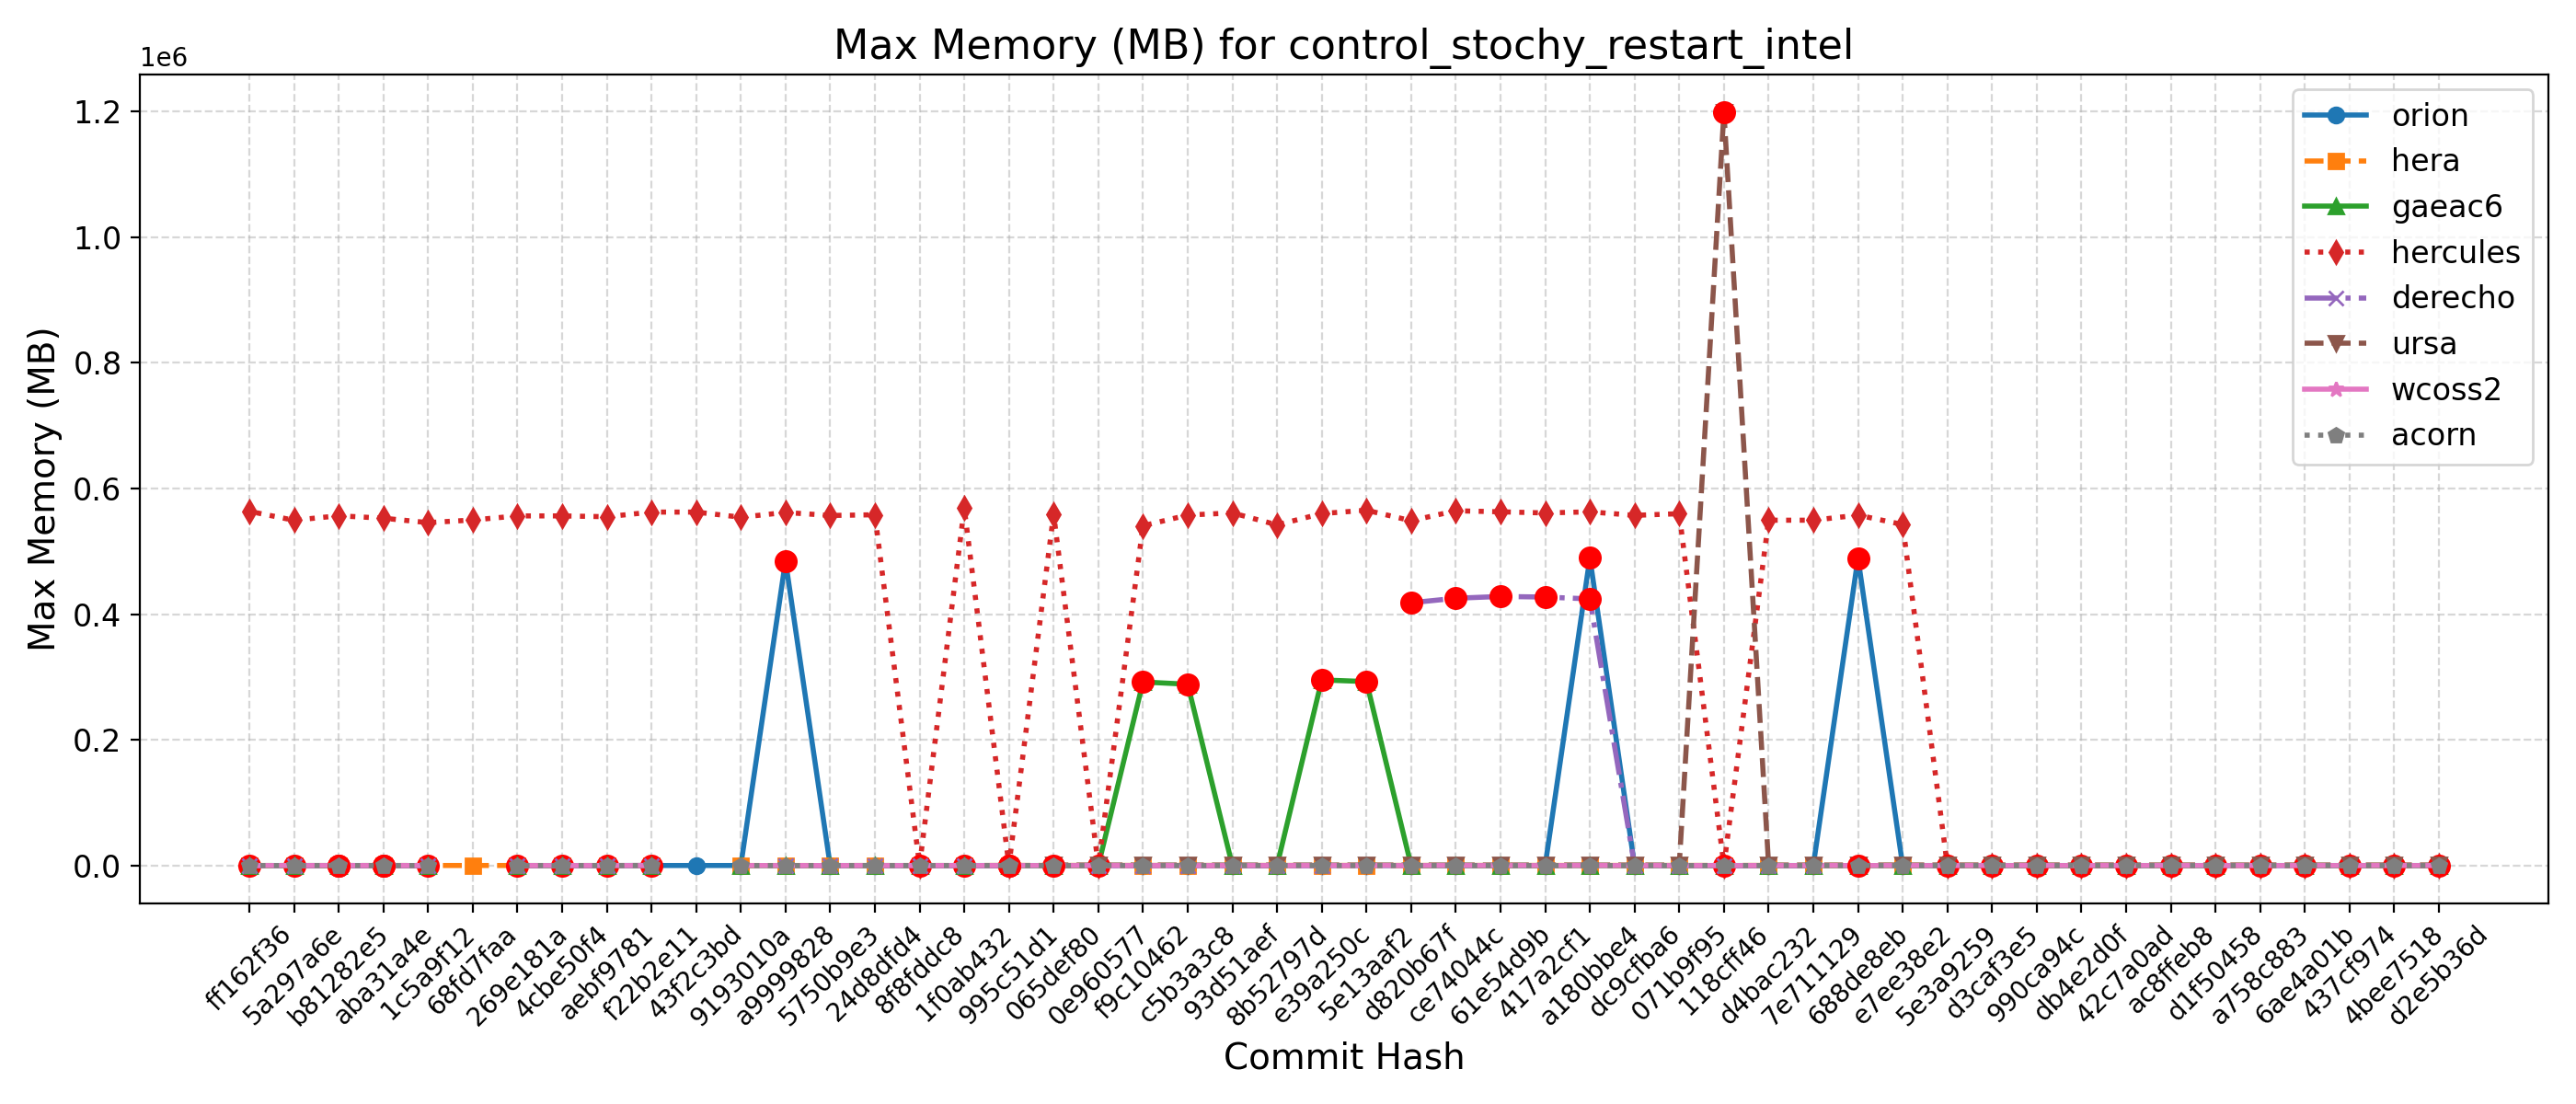 Max Memory (MB) for control_stochy_restart_intel
1e6
1.2
1.0
0.8
0.6
0.4
0.2
0.0
Max Memory (MB)
orion
hera
gaeac6
hercules
derecho
ursa
wcoss2
acorn
ff162f36
5a297a6e
b81282e5
aba31a4e
1c5a9f12
68fd7faa
269e181a
4cbe50f4
aebf9781
f22b2e11
43f2c3bd
9193010a
a9999828
5750b9e3
24d8dfd4
8f8fddc8
1f0ab432
995c51d1
065def80
0e960577
f9c10462
c5b3a3c8
93d51aef
8b52797d
e39a250c
5e13aaf2
d820b67f
ce74044c
61e54d9b
417a2cf1
a180bbe4
dc9cfba6
071b9f95
118cff46
d4bac232
7e711129
688de8eb
e7ee38e2
5e3a9259
d3caf3e5
990ca94c
db4e2d0f
42c7a0ad
ac8ffeb8
d1f50458
a758c883
6ae4a01b
437cf974
4bee7518
d2e5b36d
Commit Hash